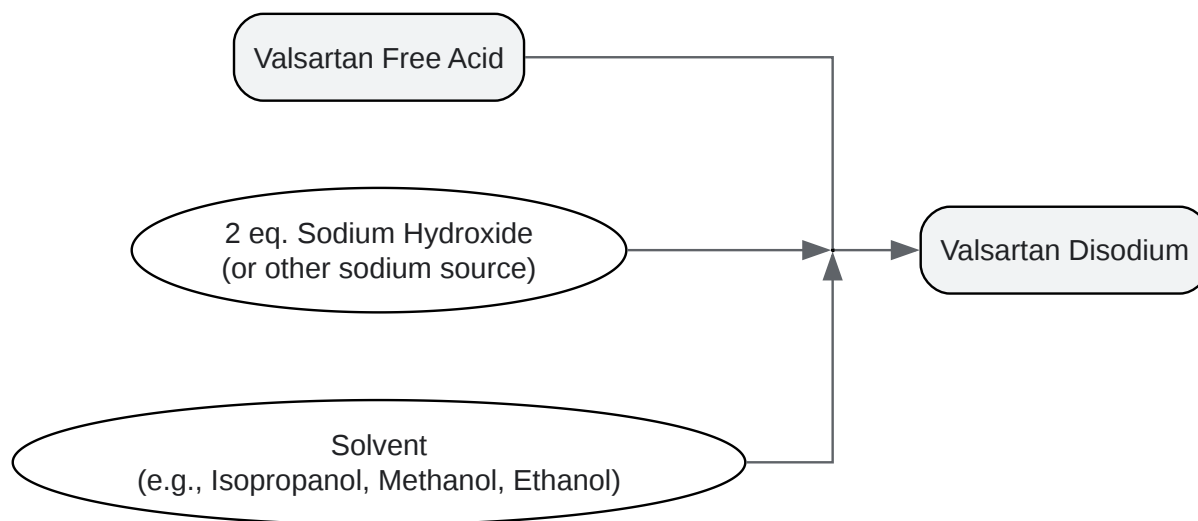 Valsartan Free Acid
2 eq. Sodium Hydroxide
(or other sodium source)
Valsartan Disodium
Solvent
(e.g., Isopropanol, Methanol, Ethanol)